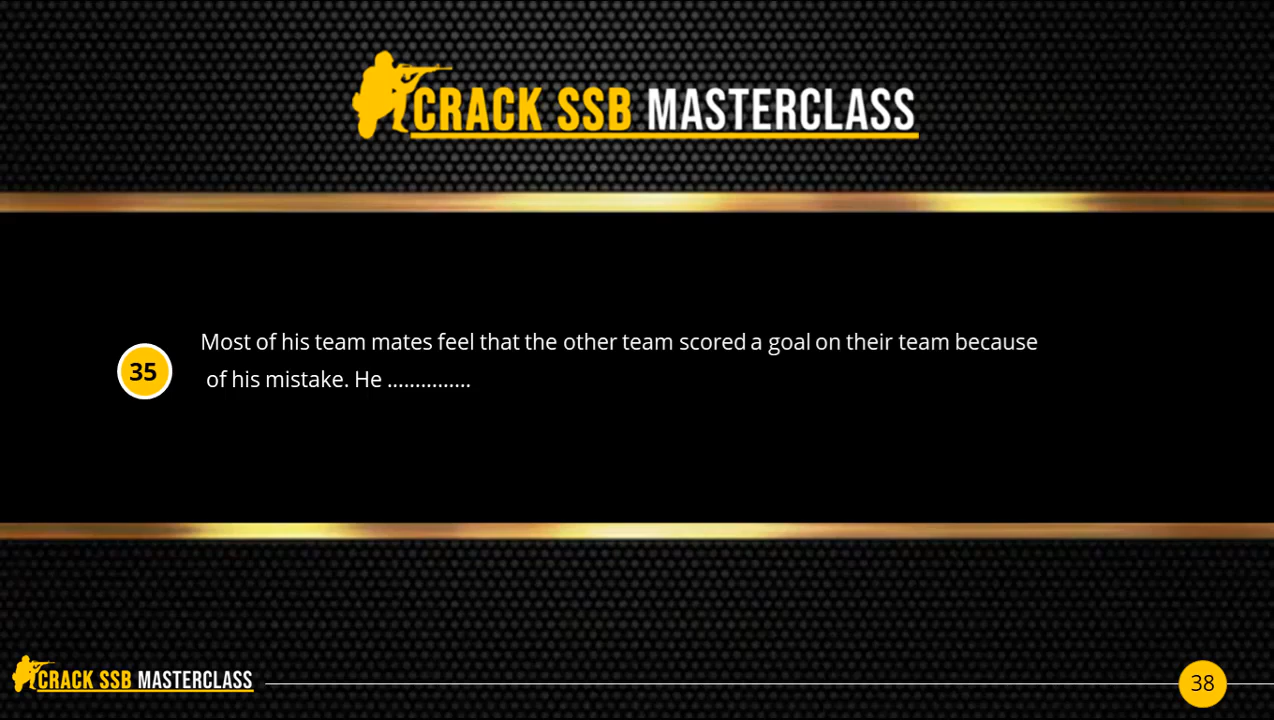 CRACK SSB MASTERCLASS
35
Most of his team mates feel that the other team scored a goal on their team because
of his mistake. He ...............
CRACK SSB MASTERCLASS
38